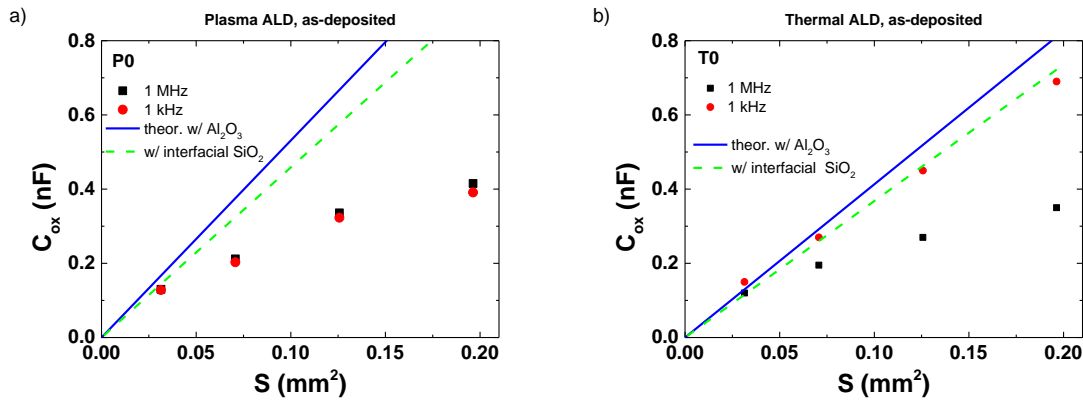 a)
Plasma ALD, as-deposited
P0
1 MHz
1 kHz
theor. w/ Al₂O₃
w/ interfacial SiO₂
0.8
0.6
0.4
0.2
0.0
0.00 0.05 0.10 0.15 0.20
C_ox (nF)
S (mm²)
b)
Thermal ALD, as-deposited
T0
1 MHz
1 kHz
theor. w/ Al₂O₃
w/ interfacial SiO₂
0.8
0.6
0.4
0.2
0.0
0.00 0.05 0.10 0.15 0.20
C_ox (nF)
S (mm²)